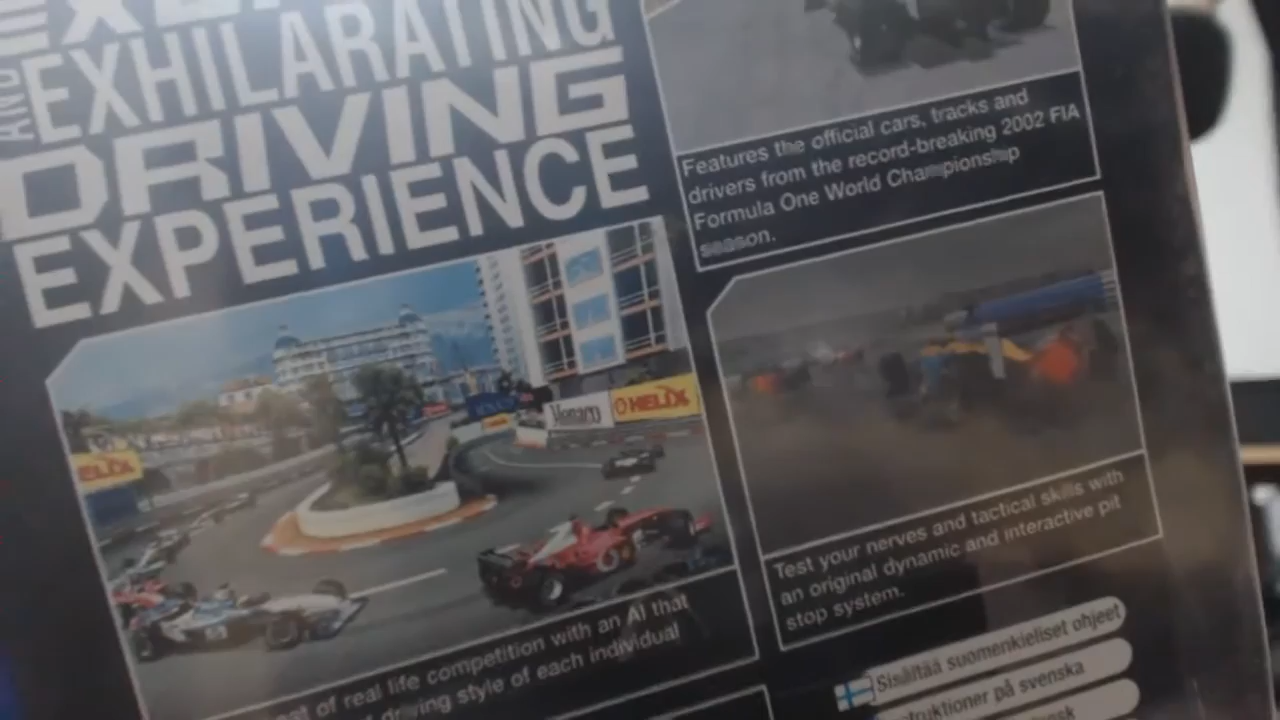 AND EXHILARATING
DRIVING
EXPERIENCE
Features the official cars, tracks and
drivers from the record-breaking 2002 FIA
Formula One World Championship
season.
Monaco
HELIX
HELIX
of real life competition with an AI that
driving style of each individual
Test your nerves and tactical skills with
an original dynamic and interactive pit
stop system.
Sisältää suomenkieliset ohjeet
på svenska